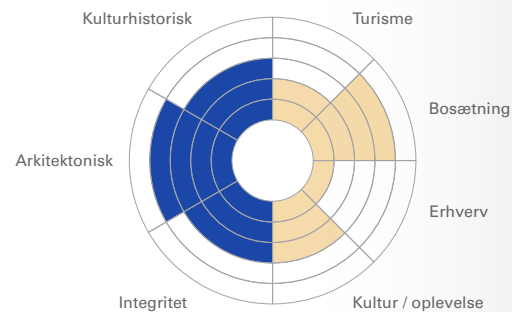 Kulturhistorisk
Turisme
Bosætning
Arkitektonisk
Erhverv
Integritet
Kultur / oplevelse